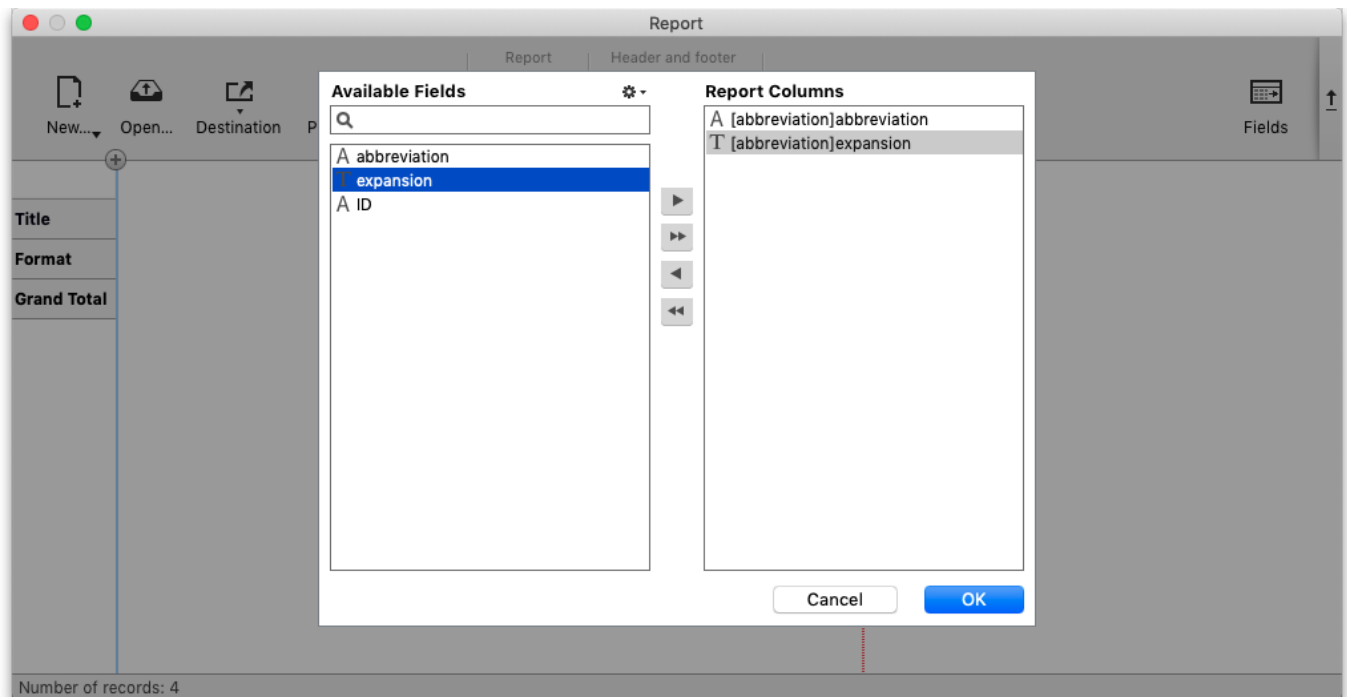 Report
Report Header and footer
New... Open... Destination P Fields
Available Fields
A abbreviation
T expansion
A ID
Report Columns
A [abbreviation]abbreviation
T [abbreviation]expansion
Title
Format
Grand Total
Cancel OK
Number of records: 4